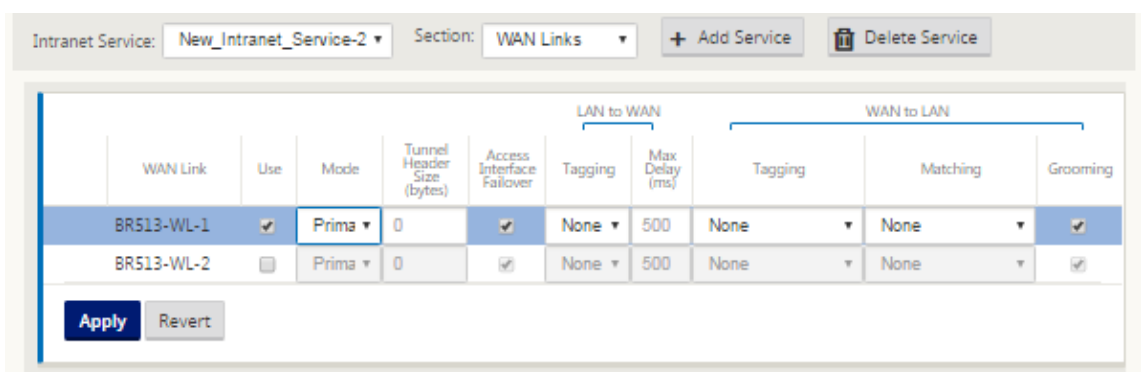 Intranet Service: New_Intranet_Service-2 Section: WAN Links + Add Service Delete Service
LAN to WAN WAN to LAN
WAN Link Use Mode Tunnel Header Size (bytes) Access Interface Failover Tagging Max Delay (ms) Tagging Matching Grooming
BR513-WL-1 Prima 0 None 500 None None
BR513-WL-2 Prima 0 None 500 None None
Apply Revert